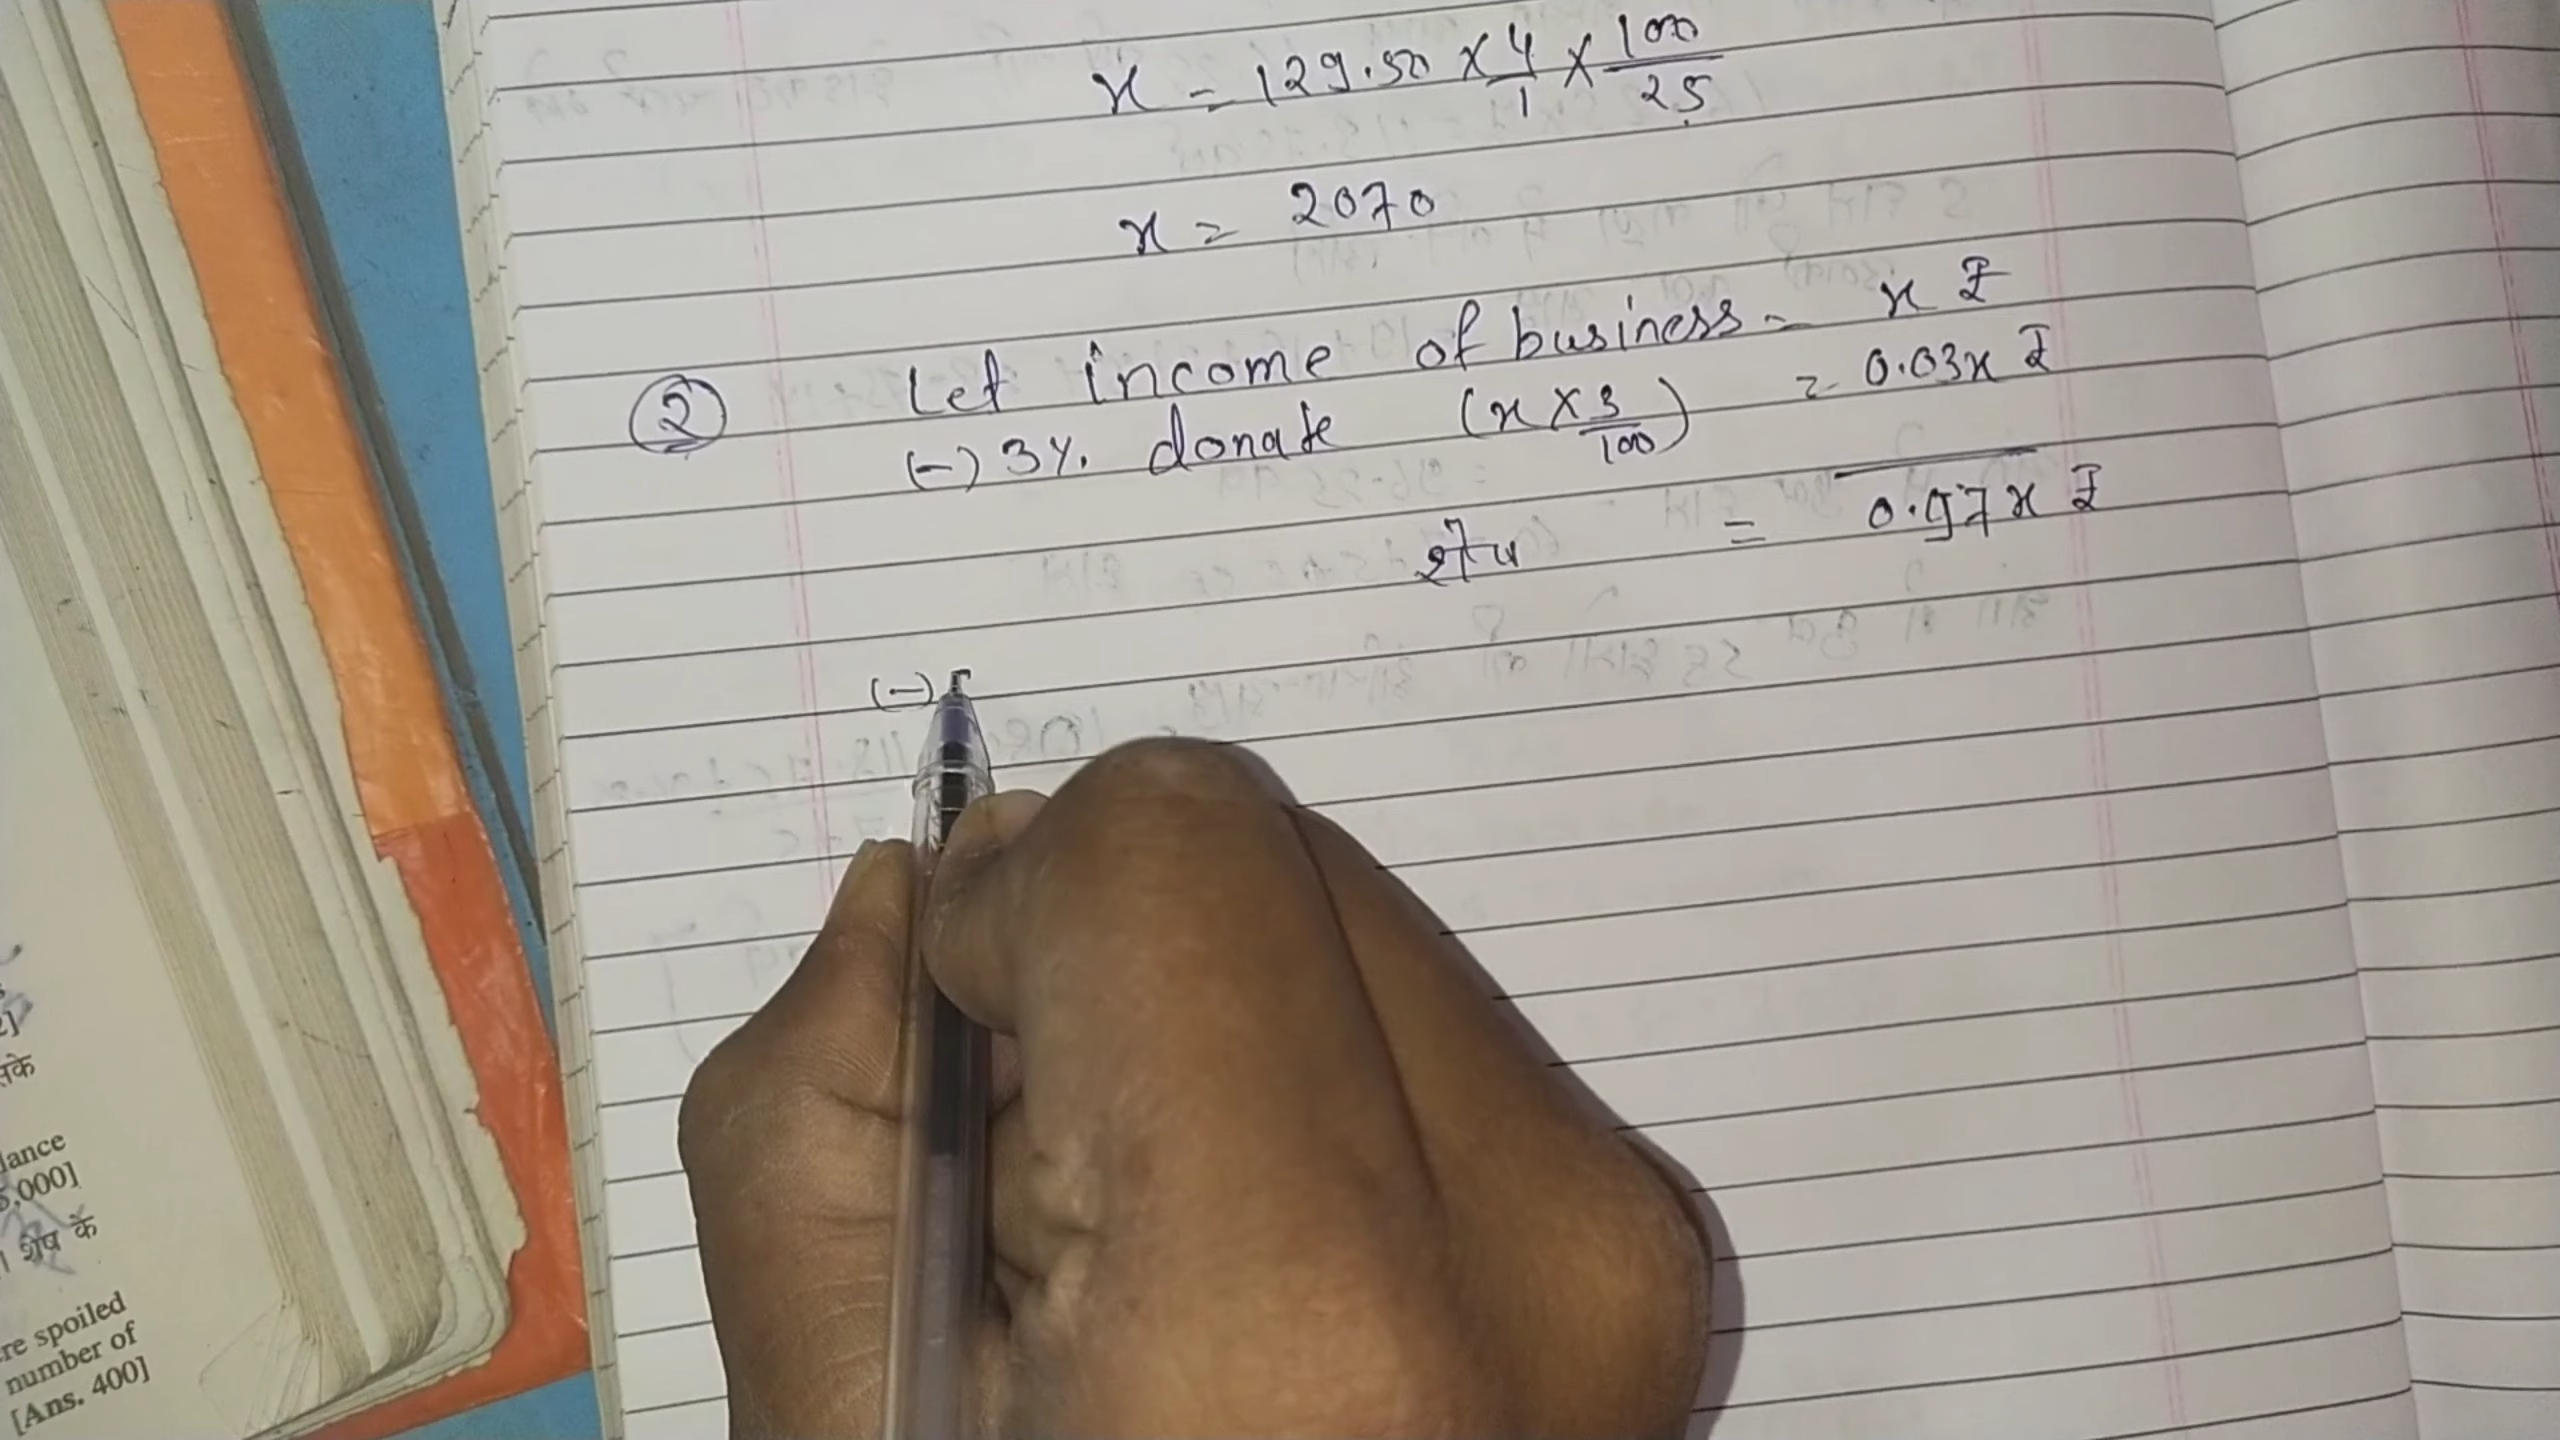 x = 129.50 × 4/1 × 100/25
x = 2070
② Let income of business = x ₹
(-) 3%. donate (x × 3/100) = 0.03x ₹
शेष = 0.97x ₹
(-)
lance
5,000]
शेष के
re spoiled
number of
[Ans. 400]